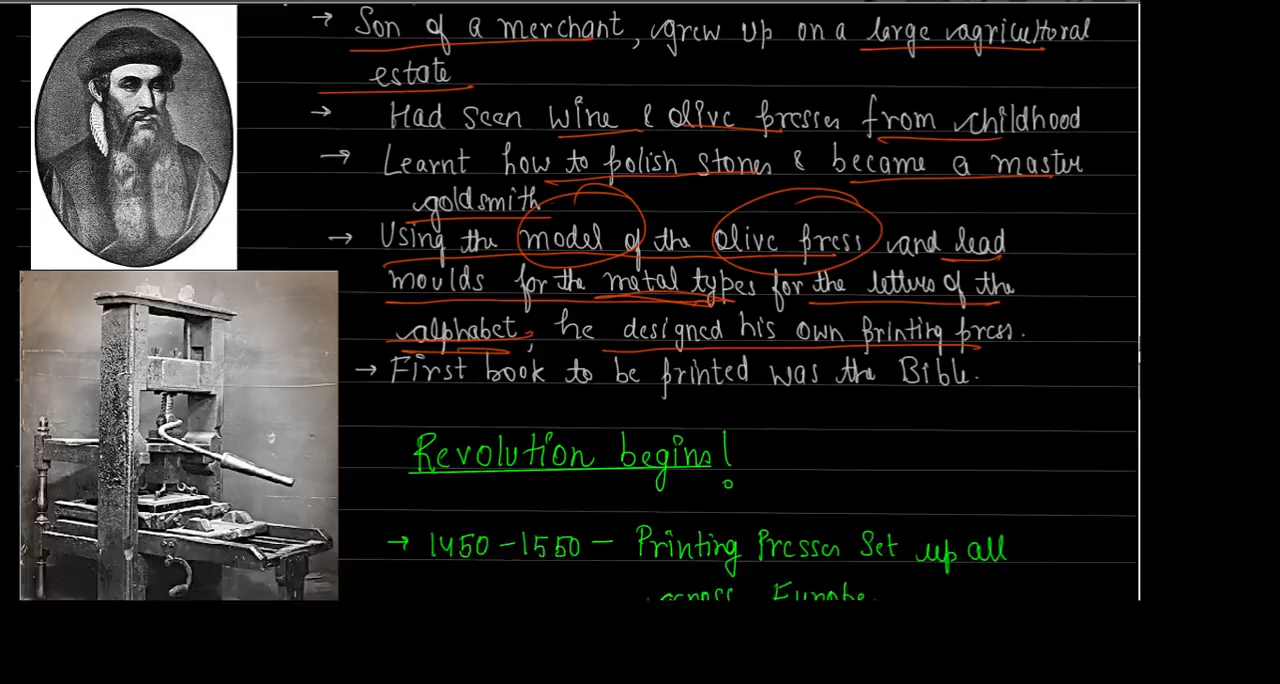 → Son of a merchant, grew up on a large agricultural
estate
→ Had seen wine & olive presses from childhood
→ Learnt how to polish stones & became a master
goldsmith
→ Using the model of the olive press and lead
moulds for the metal types for the letters of the
alphabet, he designed his own printing press.
→ First book to be printed was the Bible.
Revolution begins!
→ 1450-1550 - Printing Presses Set up all
across Europe.